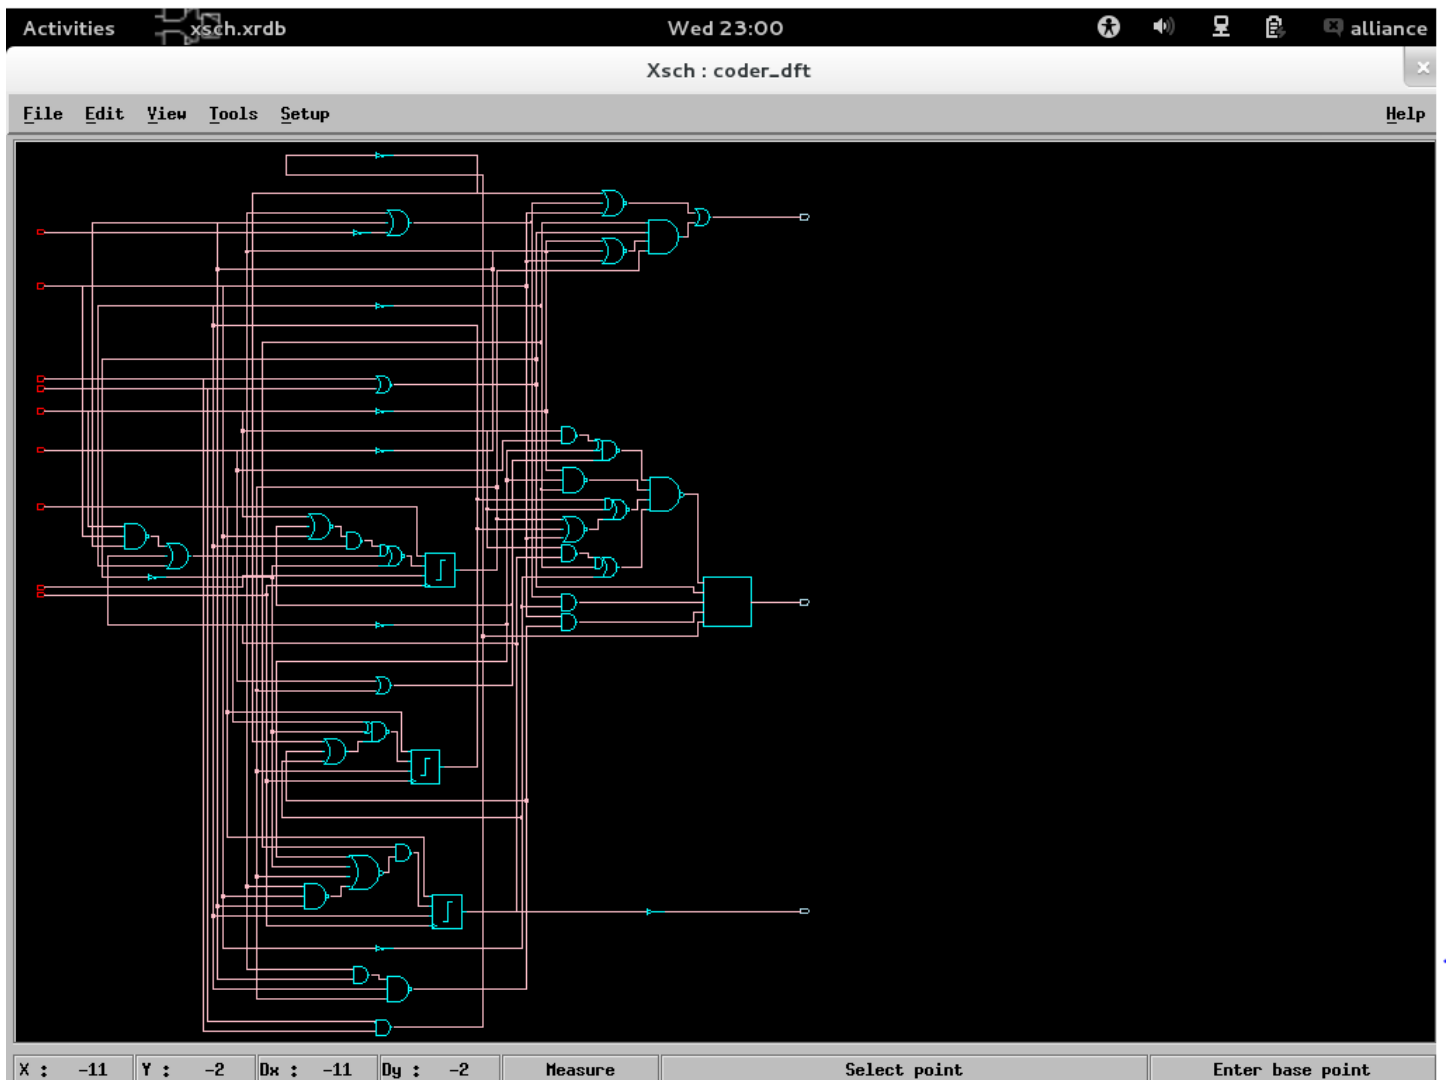 Activities xsch.xrdb Wed 23:00 alliance
Xsch : coder_dft
File Edit View Tools Setup Help
X : -11 Y : -2 Dx : -11 Dy : -2 Measure Select point Enter base point